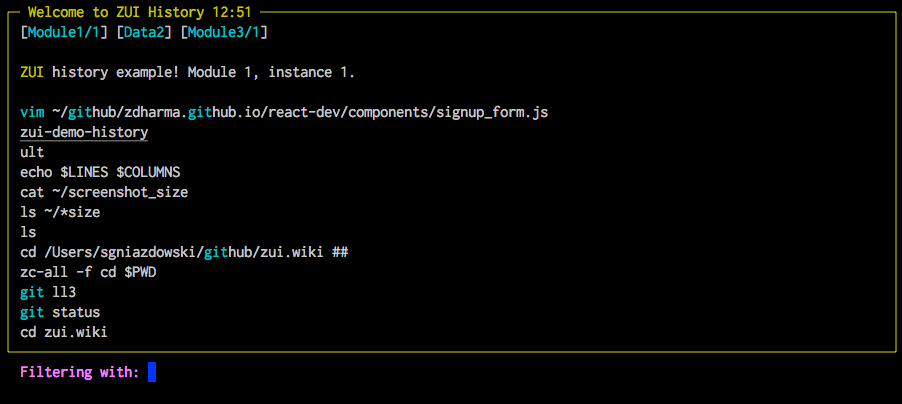 Welcome to ZUI History 12:51
[Module1/1] [Data2] [Module3/1]
ZUI history example! Module 1, instance 1.
vim ~/github/zdharma.github.io/react-dev/components/signup_form.js
zui-demo-history
ult
echo $LINES $COLUMNS
cat ~/screenshot_size
ls ~/*size
ls
cd /Users/sgniazdowski/github/zui.wiki ##
zc-all -f cd $PWD
git ll3
git status
cd zui.wiki
Filtering with: